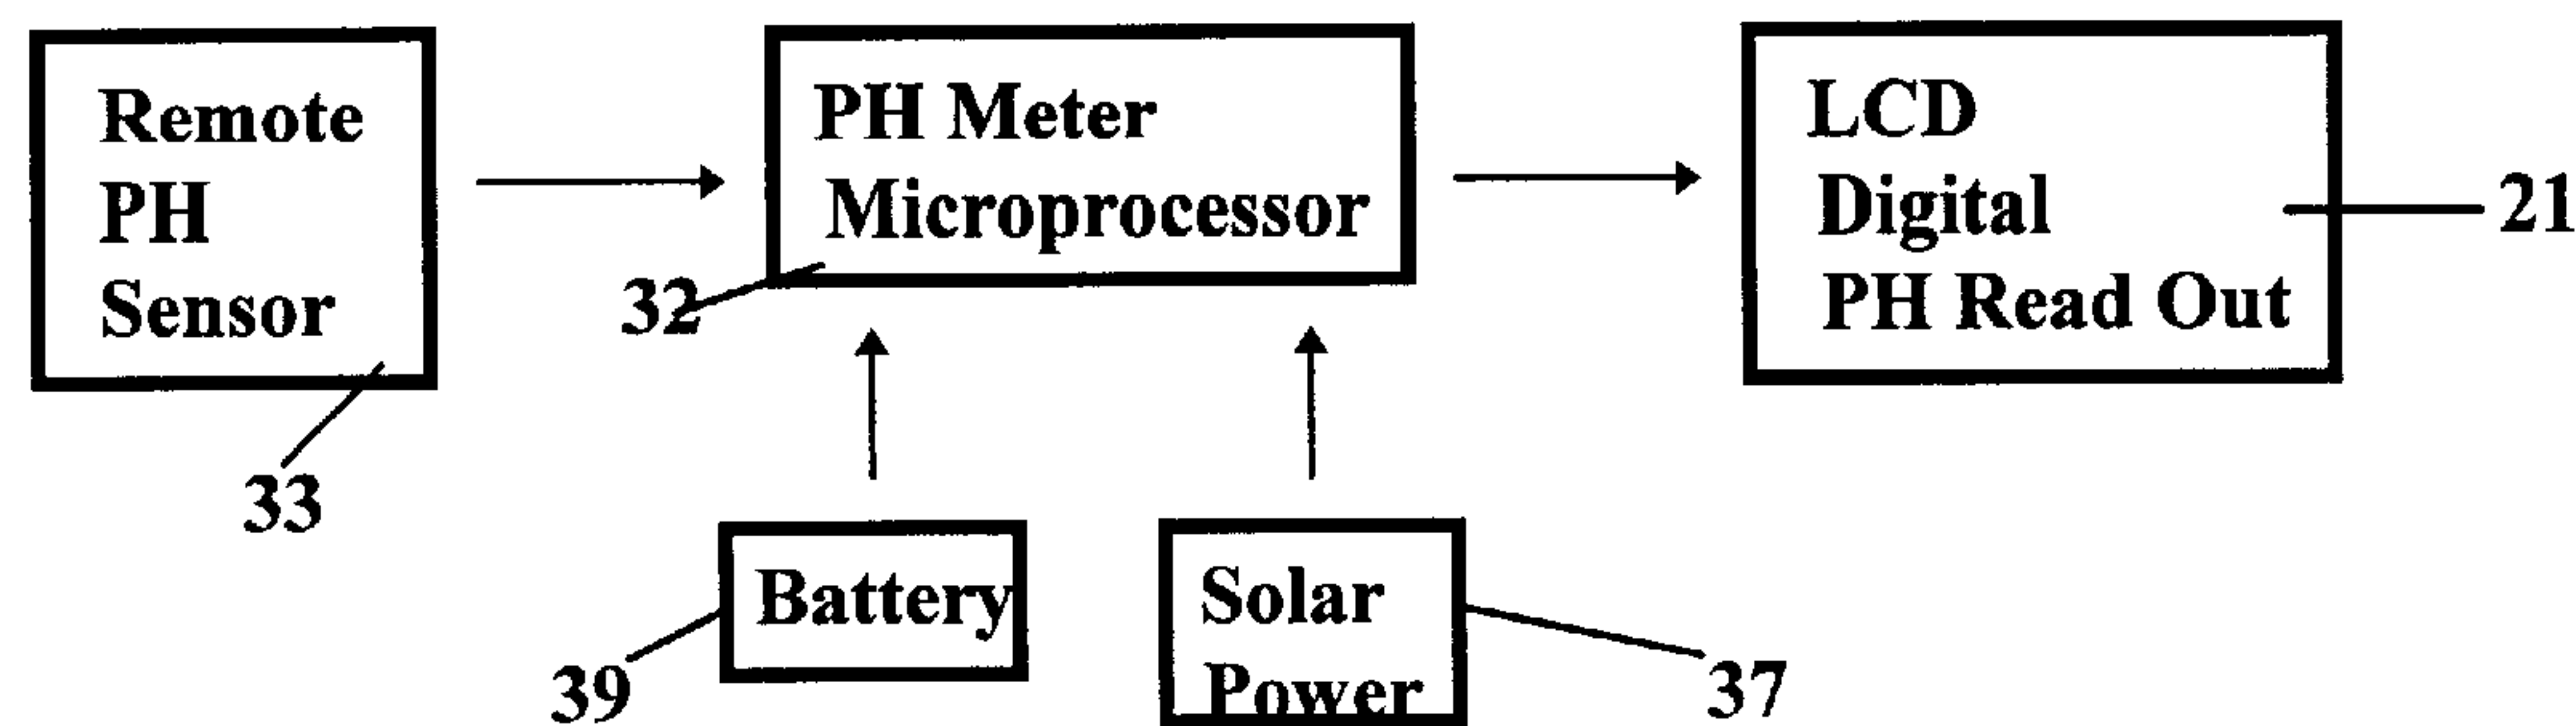 Remote
PH
Sensor
33
PH Meter
Microprocessor
32
LCD
Digital
PH Read Out
21
Battery
39
Solar
Power
37